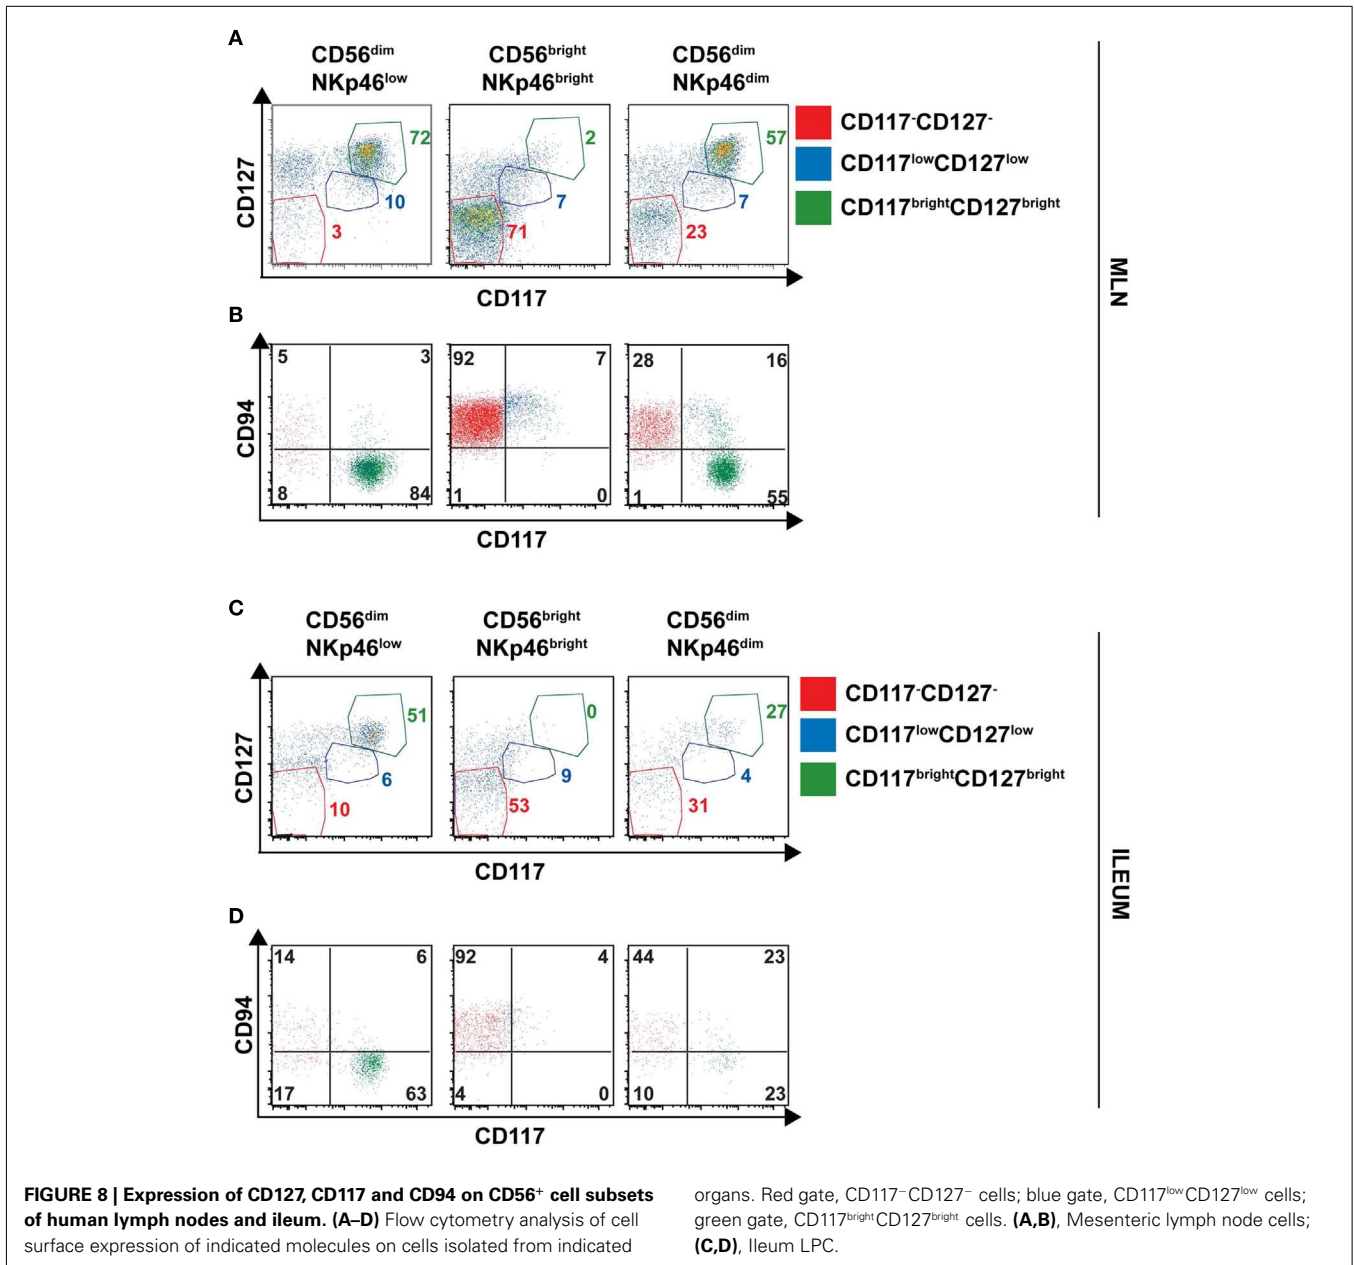 A
CD56dim CD56bright CD56dim
NKp46low NKp46bright NKp46dim
CD127
72 2 57
10 7 7
3 71 23
CD117
CD117-CD127-
CD117lowCD127low
CD117brightCD127bright
B
CD94
5 3 92 7 28 16
8 84 1 0 1 55
CD117
MLN
C
CD56dim CD56bright CD56dim
NKp46low NKp46bright NKp46dim
CD127
51 0 27
6 9 4
10 53 31
CD117
CD117-CD127-
CD117lowCD127low
CD117brightCD127bright
D
CD94
14 6 92 4 44 23
17 63 4 0 10 23
CD117
ILEUM
FIGURE 8 | Expression of CD127, CD117 and CD94 on CD56+ cell subsets
of human lymph nodes and ileum. (A–D) Flow cytometry analysis of cell
surface expression of indicated molecules on cells isolated from indicated
organs. Red gate, CD117−CD127− cells; blue gate, CD117lowCD127low cells;
green gate, CD117brightCD127bright cells. (A,B), Mesenteric lymph node cells;
(C,D), Ileum LPC.